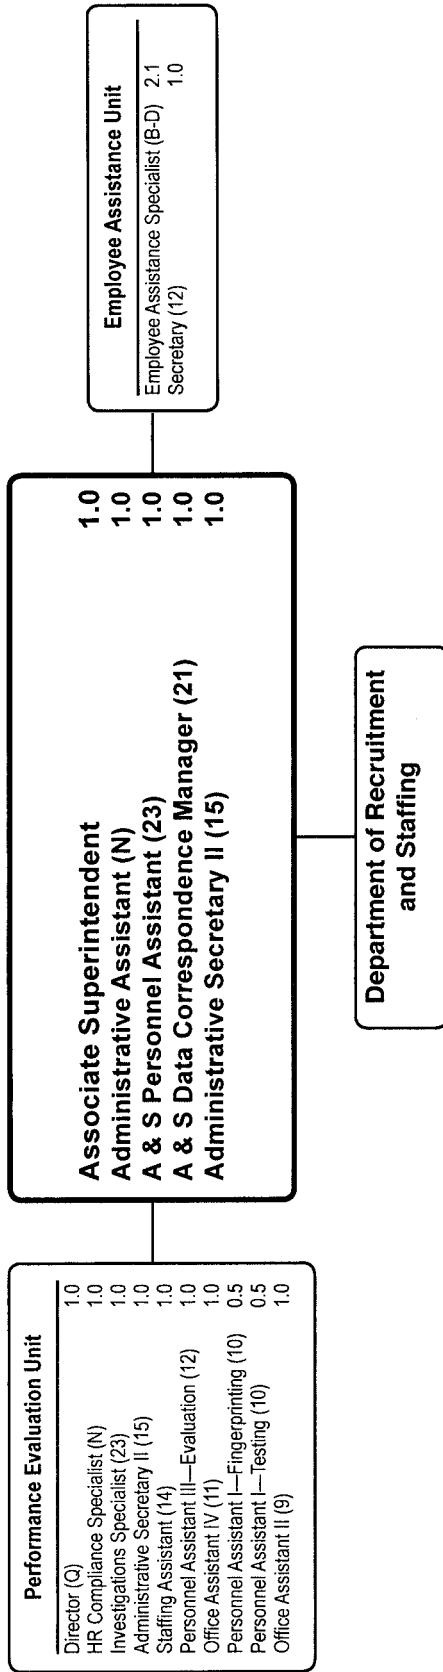 Performance Evaluation Unit
Director (Q) 1.0
HR Compliance Specialist (N) 1.0
Investigations Specialist (23) 1.0
Administrative Secretary II (15) 1.0
Staffing Assistant (14) 1.0
Personnel Assistant III—Evaluation (12) 1.0
Office Assistant IV (11) 1.0
Personnel Assistant I—Fingerprinting (10) 0.5
Personnel Assistant I—Testing (10) 0.5
Office Assistant II (9) 1.0
Associate Superintendent 1.0
Administrative Assistant (N) 1.0
A & S Personnel Assistant (23) 1.0
A & S Data Correspondence Manager (21) 1.0
Administrative Secretary II (15) 1.0
Employee Assistance Unit
Employee Assistance Specialist (B-D) 2.1
Secretary (12) 1.0
Department of Recruitment
and Staffing